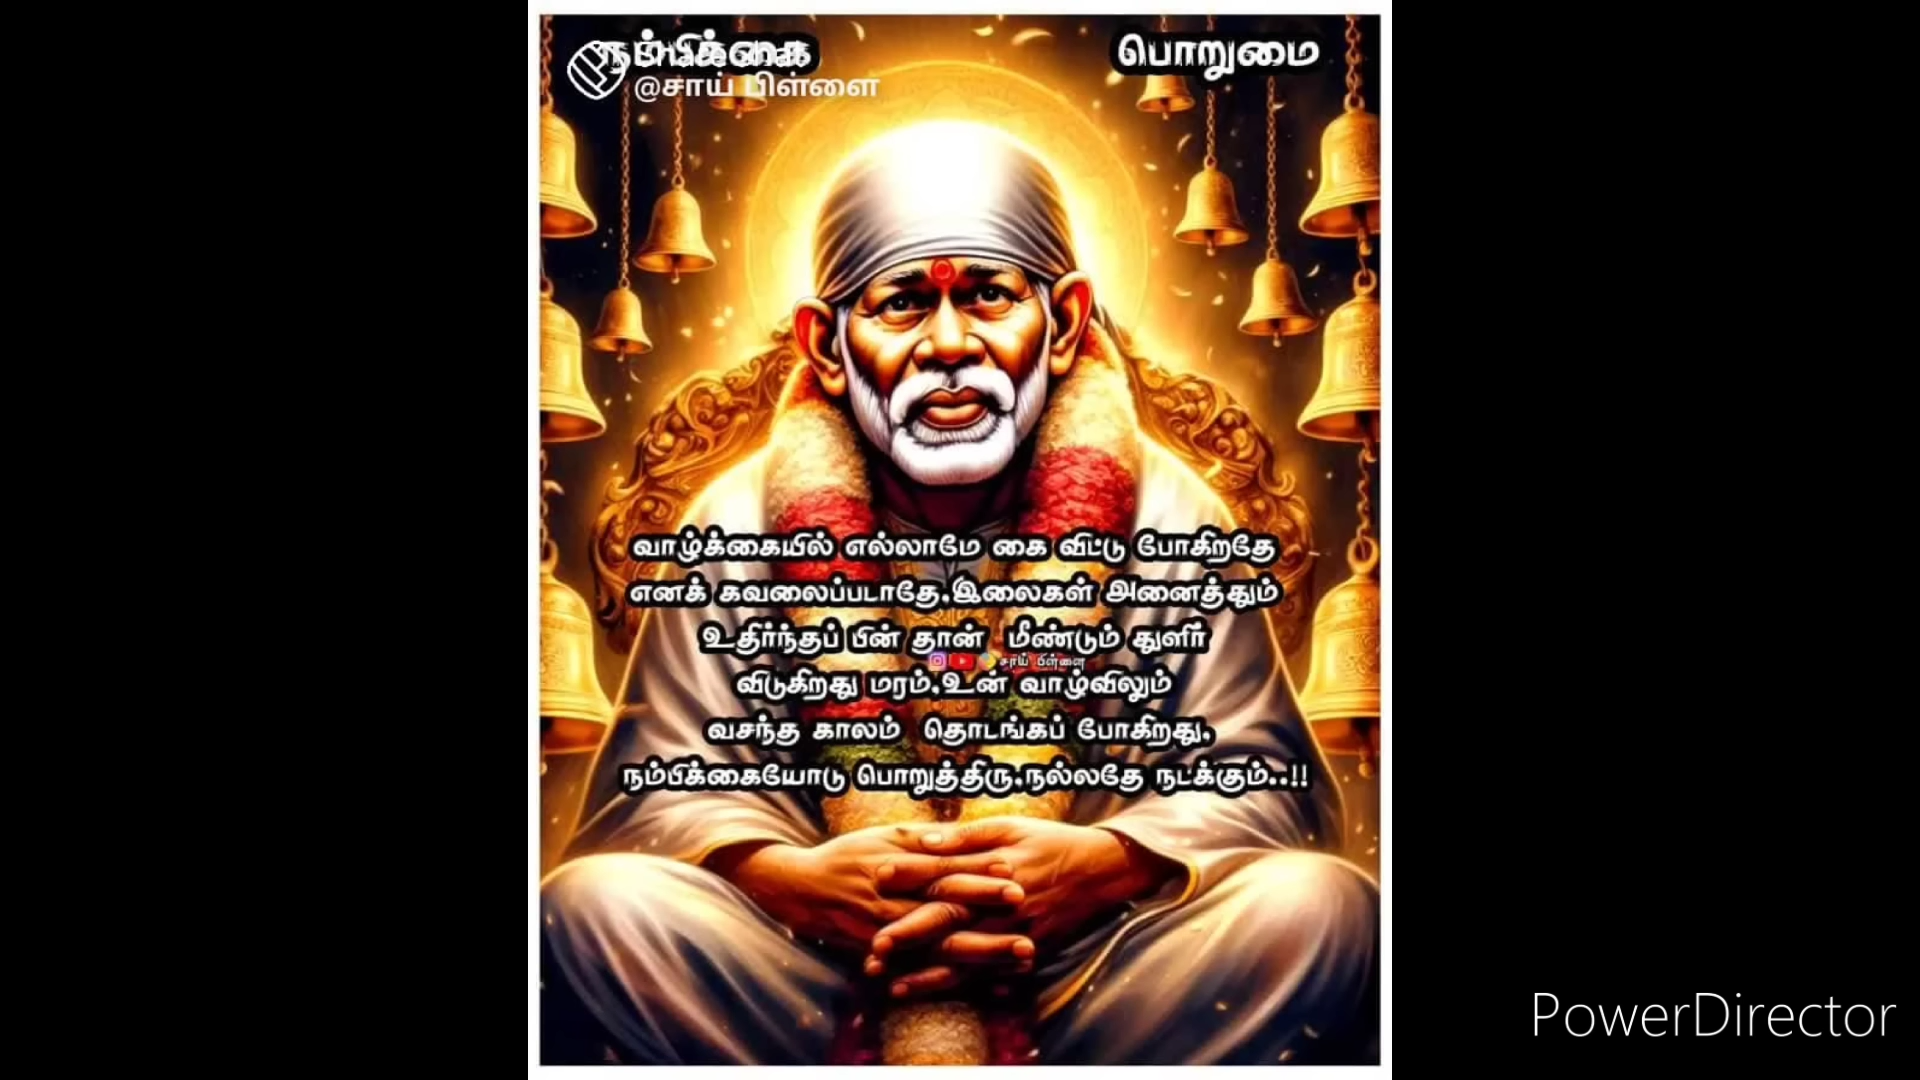 நம்பிக்கை
பொறுமை
ShareChat
@சாய் பிள்ளை
வாழ்க்கையில் எல்லாமே கை விட்டு போகிறதே
எனக் கவலைப்படாதே.இலைகள் அனைத்தும்
உதிர்ந்தப் பின் தான் மீண்டும் துளிர்
சாய் பிள்ளை
விடுகிறது மரம்.உன் வாழ்விலும்
வசந்த காலம் தொடங்கப் போகிறது.
நம்பிக்கையோடு பொறுத்திரு.நல்லதே நடக்கும்..!!
PowerDirector